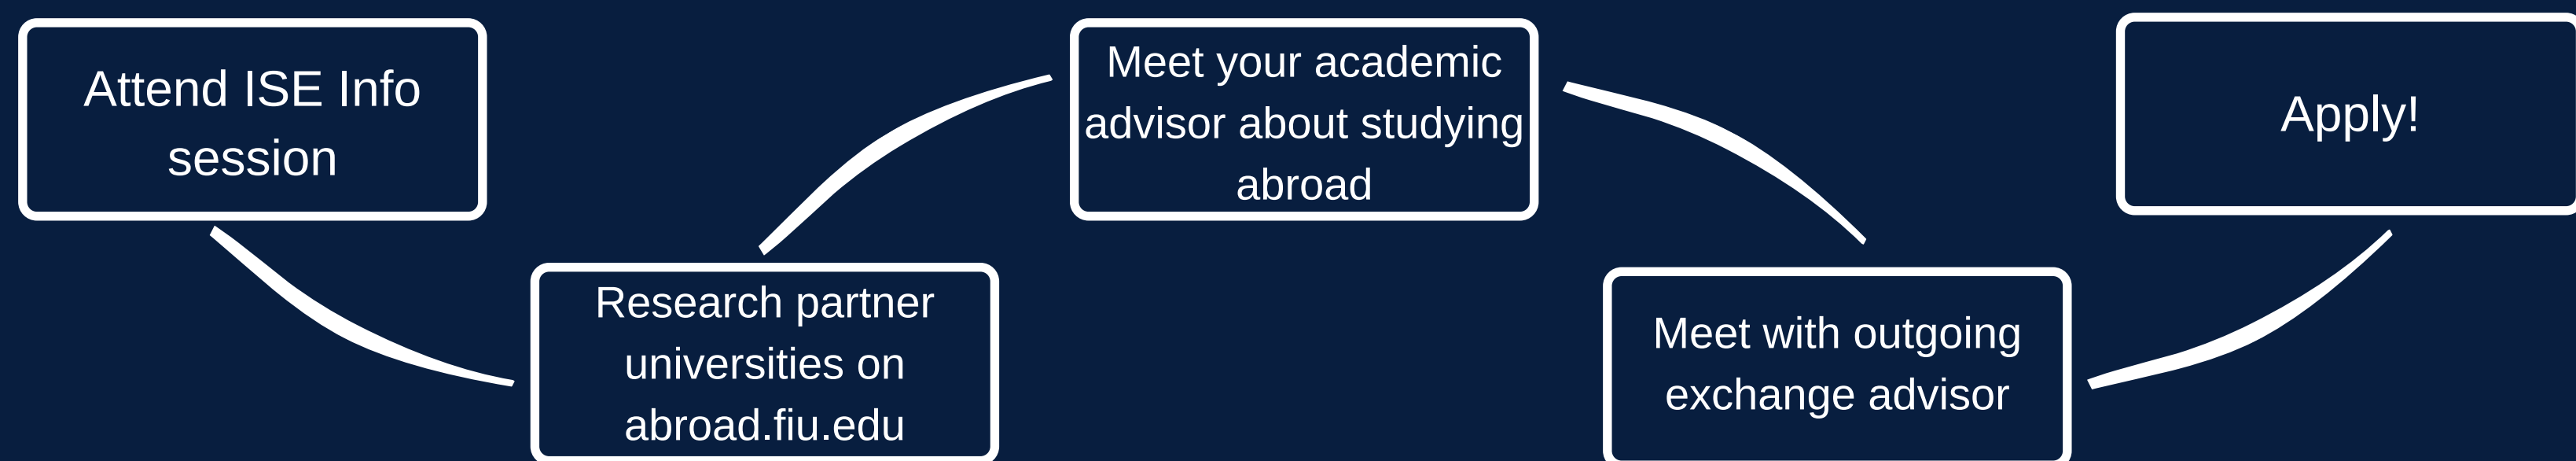 Attend ISE Info
session
Research partner
universities on
abroad.fiu.edu
Meet your academic
advisor about studying
abroad
Meet with outgoing
exchange advisor
Apply!